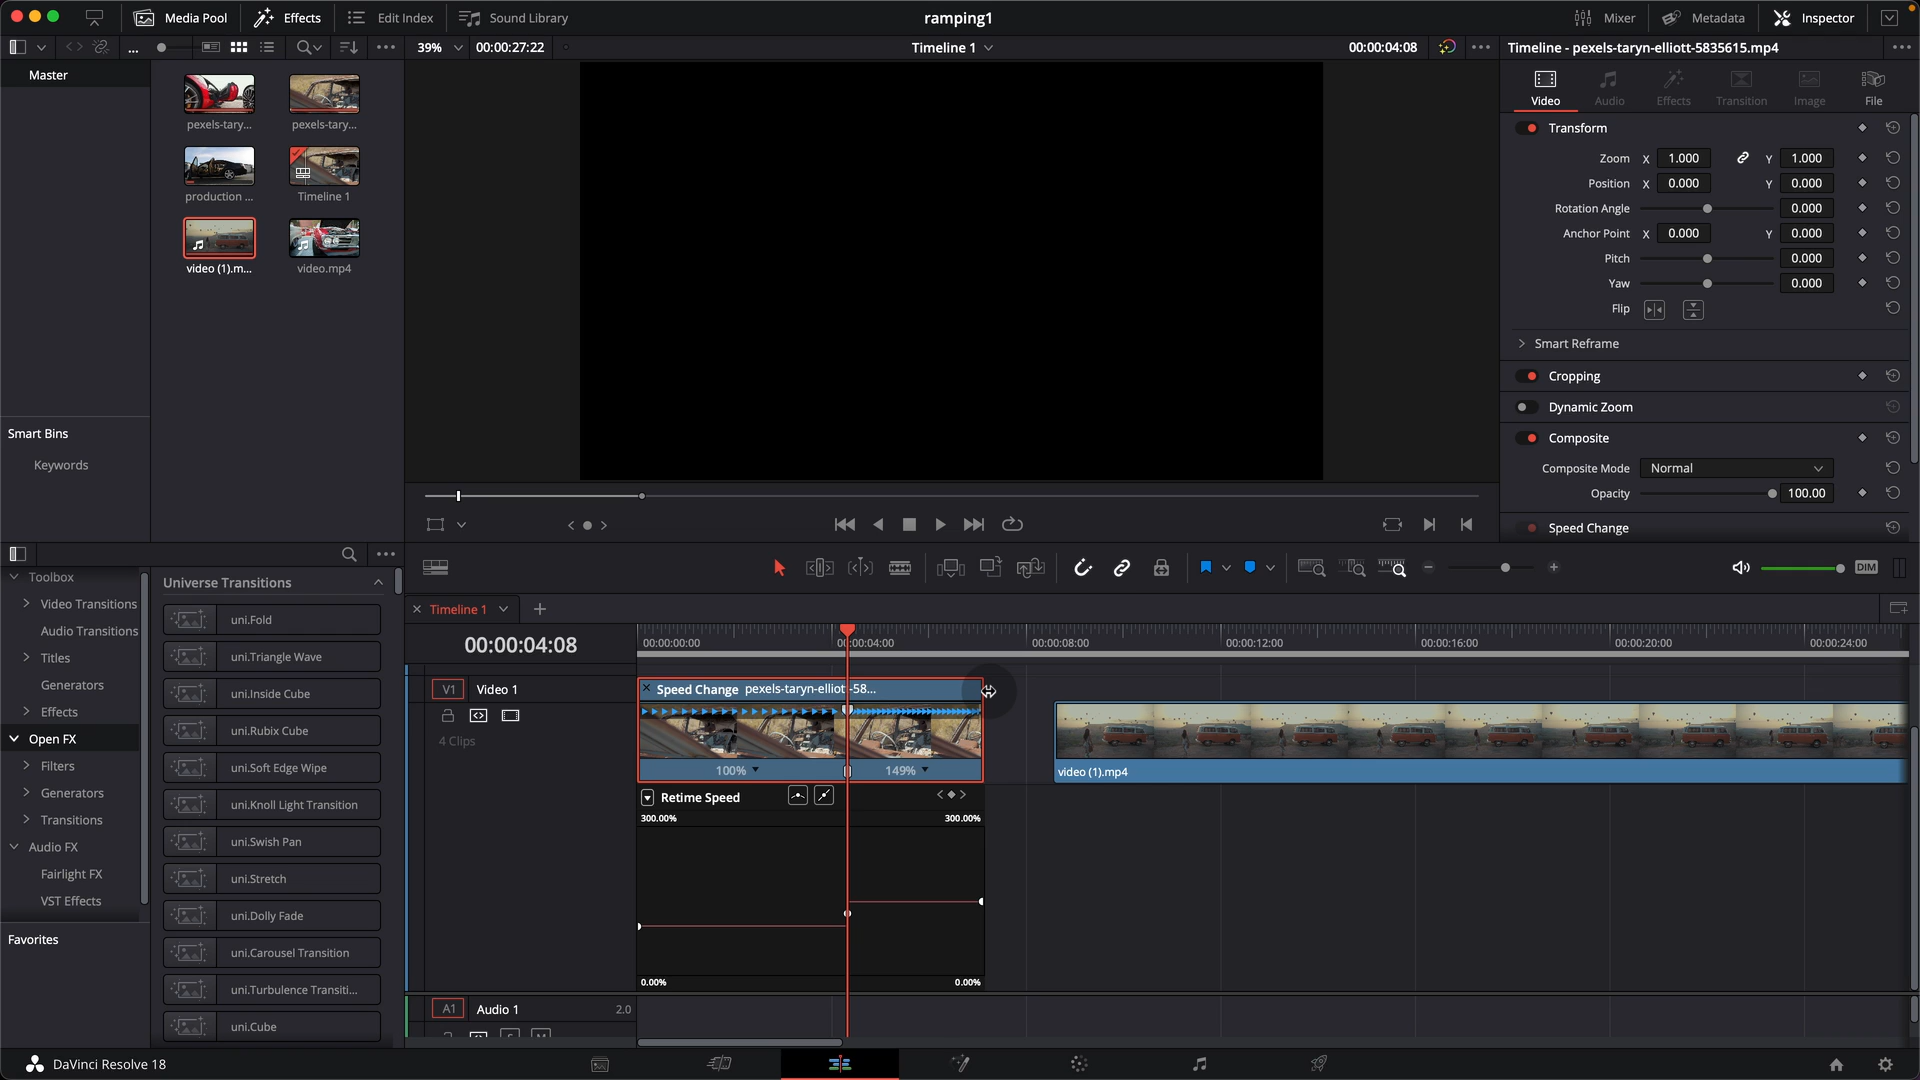 Media Pool
Effects
Edit Index
Sound Library
ramping1
Mixer
Metadata
Inspector
39%
00:00:27:22
Timeline 1
00:00:04:08
Timeline - pexels-taryn-elliott-5835615.mp4
Master
pexels-tary...
pexels-tary...
production ...
Timeline 1
video (1).m...
video.mp4
Smart Bins
Keywords
Video
Audio
Effects
Transition
Image
File
Transform
Zoom X 1.000 Y 1.000
Position X 0.000 Y 0.000
Rotation Angle 0.000
Anchor Point X 0.000 Y 0.000
Pitch 0.000
Yaw 0.000
Flip
Smart Reframe
Cropping
Dynamic Zoom
Composite
Composite Mode Normal
Opacity 100.00
Speed Change
Toolbox
Video Transitions
Audio Transitions
Titles
Generators
Effects
Open FX
Filters
Generators
Transitions
Audio FX
Fairlight FX
VST Effects
Favorites
Universe Transitions
uni.Fold
uni.Triangle Wave
uni.Inside Cube
uni.Rubix Cube
uni.Soft Edge Wipe
uni.Knoll Light Transition
uni.Swish Pan
uni.Stretch
uni.Dolly Fade
uni.Carousel Transition
uni.Turbulence Transiti...
uni.Cube
DIM
Timeline 1
00:00:04:08
00:00:00:00
00:00:04:00
00:00:08:00
00:00:12:00
00:00:16:00
00:00:20:00
00:00:24:00
V1 Video 1
4 Clips
Speed Change pexels-taryn-elliot -58...
100%
149%
video (1).mp4
Retime Speed
300.00% 300.00%
0.00% 0.00%
A1 Audio 1 2.0
DaVinci Resolve 18